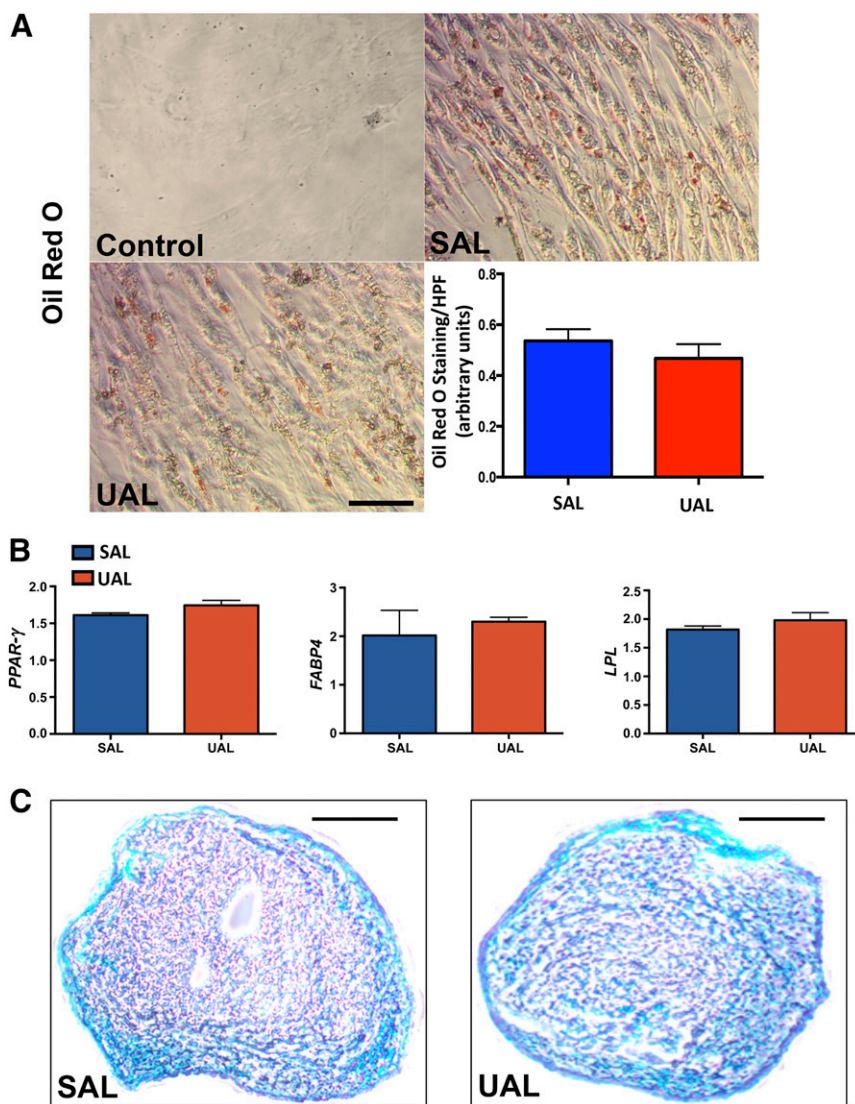 A
Oil Red O
Control
SAL
UAL
Oil Red O Staining/HPF
(arbitrary units)
0.8
0.6
0.4
0.2
0.0
SAL
UAL
B
SAL
UAL
PPAR-γ
2.0
1.5
1.0
0.5
0.0
SAL
UAL
FABP4
3
2
1
0
SAL
UAL
LPL
2.5
2.0
1.5
1.0
0.5
0.0
SAL
UAL
C
SAL
UAL